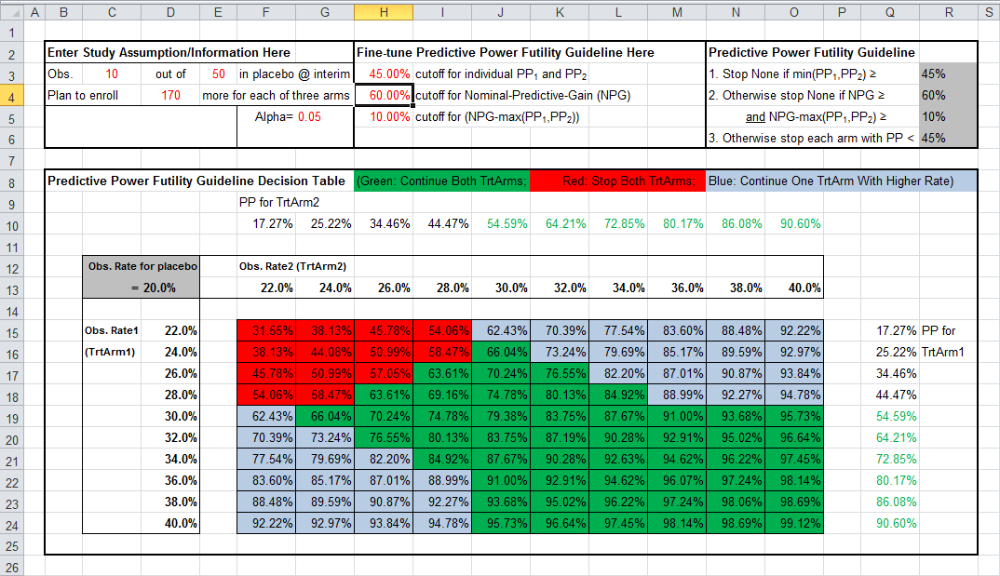 A B C D E F G H I J K L M N O P Q R S
1
2 Enter Study Assumption/Information Here Fine-tune Predictive Power Futility Guideline Here Predictive Power Futility Guideline
3 Obs. 10 out of 50 in placebo @ interim 45.00% cutoff for individual PP1 and PP2 1. Stop None if min(PP1,PP2) ≥ 45%
4 Plan to enroll 170 more for each of three arms 60.00% cutoff for Nominal-Predictive-Gain (NPG) 2. Otherwise stop None if NPG ≥ 60%
5 Alpha= 0.05 10.00% cutoff for (NPG-max(PP1,PP2)) and NPG-max(PP1,PP2) ≥ 10%
6 3. Otherwise stop each arm with PP < 45%
7
8 Predictive Power Futility Guideline Decision Table (Green: Continue Both TrtArms; Red: Stop Both TrtArms; Blue: Continue One TrtArm With Higher Rate)
9 PP for TrtArm2
10 17.27% 25.22% 34.46% 44.47% 54.59% 64.21% 72.85% 80.17% 86.08% 90.60%
11
12 Obs. Rate for placebo Obs. Rate2 (TrtArm2)
13 = 20.0% 22.0% 24.0% 26.0% 28.0% 30.0% 32.0% 34.0% 36.0% 38.0% 40.0%
14
15 Obs. Rate1 22.0% 31.55% 38.13% 45.78% 54.06% 62.43% 70.39% 77.54% 83.60% 88.48% 92.22% 17.27% PP for
16 (TrtArm1) 24.0% 38.13% 44.08% 50.99% 58.47% 66.04% 73.24% 79.69% 85.17% 89.59% 92.97% 25.22% TrtArm1
17 26.0% 45.78% 50.99% 57.05% 63.61% 70.24% 76.55% 82.20% 87.01% 90.87% 93.84% 34.46%
18 28.0% 54.06% 58.47% 63.61% 69.16% 74.78% 80.13% 84.92% 88.99% 92.27% 94.78% 44.47%
19 30.0% 62.43% 66.04% 70.24% 74.78% 79.38% 83.75% 87.67% 91.00% 93.68% 95.73% 54.59%
20 32.0% 70.39% 73.24% 76.55% 80.13% 83.75% 87.19% 90.28% 92.91% 95.02% 96.64% 64.21%
21 34.0% 77.54% 79.69% 82.20% 84.92% 87.67% 90.28% 92.63% 94.62% 96.22% 97.45% 72.85%
22 36.0% 83.60% 85.17% 87.01% 88.99% 91.00% 92.91% 94.62% 96.07% 97.24% 98.14% 80.17%
23 38.0% 88.48% 89.59% 90.87% 92.27% 93.68% 95.02% 96.22% 97.24% 98.06% 98.69% 86.08%
24 40.0% 92.22% 92.97% 93.84% 94.78% 95.73% 96.64% 97.45% 98.14% 98.69% 99.12% 90.60%
25
26